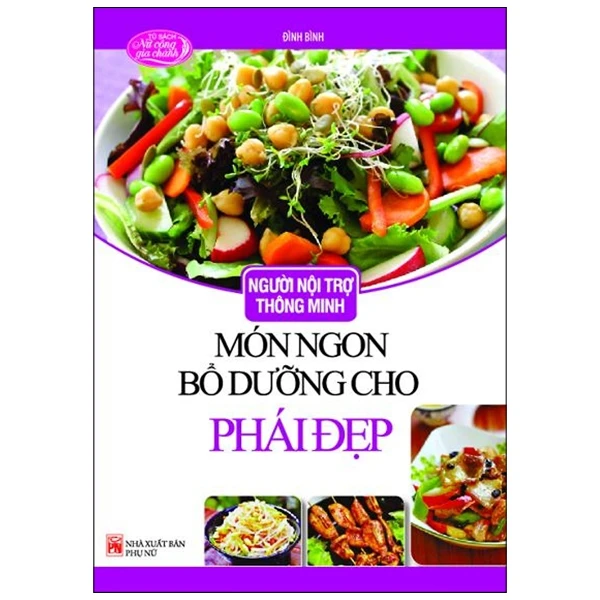 TỦ SÁCH
Nữ công
gia chánh
ĐÌNH BÌNH
NGƯỜI NỘI TRỢ
THÔNG MINH
MÓN NGON
BỔ DƯỠNG CHO
PHÁI ĐẸP
NHÀ XUẤT BẢN
PHỤ NỮ